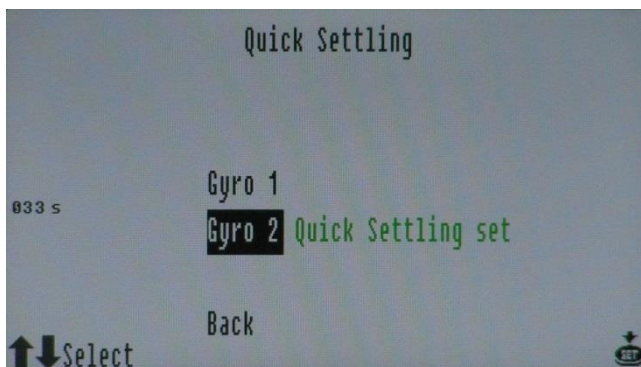 Quick Settling
Gyro 1
033 s
Gyro 2 Quick Settling set
Back
Select
SET